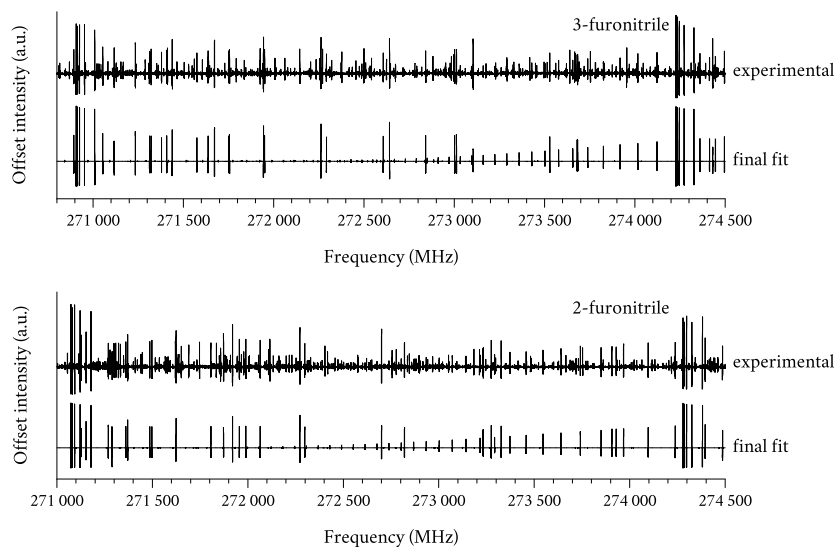 3-furonitrile
Offset intensity (a.u.)
experimental
final fit
271 000 271 500 272 000 272 500 273 000 273 500 274 000 274 500
Frequency (MHz)
2-furonitrile
Offset intensity (a.u.)
experimental
final fit
271 000 271 500 272 000 272 500 273 000 273 500 274 000 274 500
Frequency (MHz)